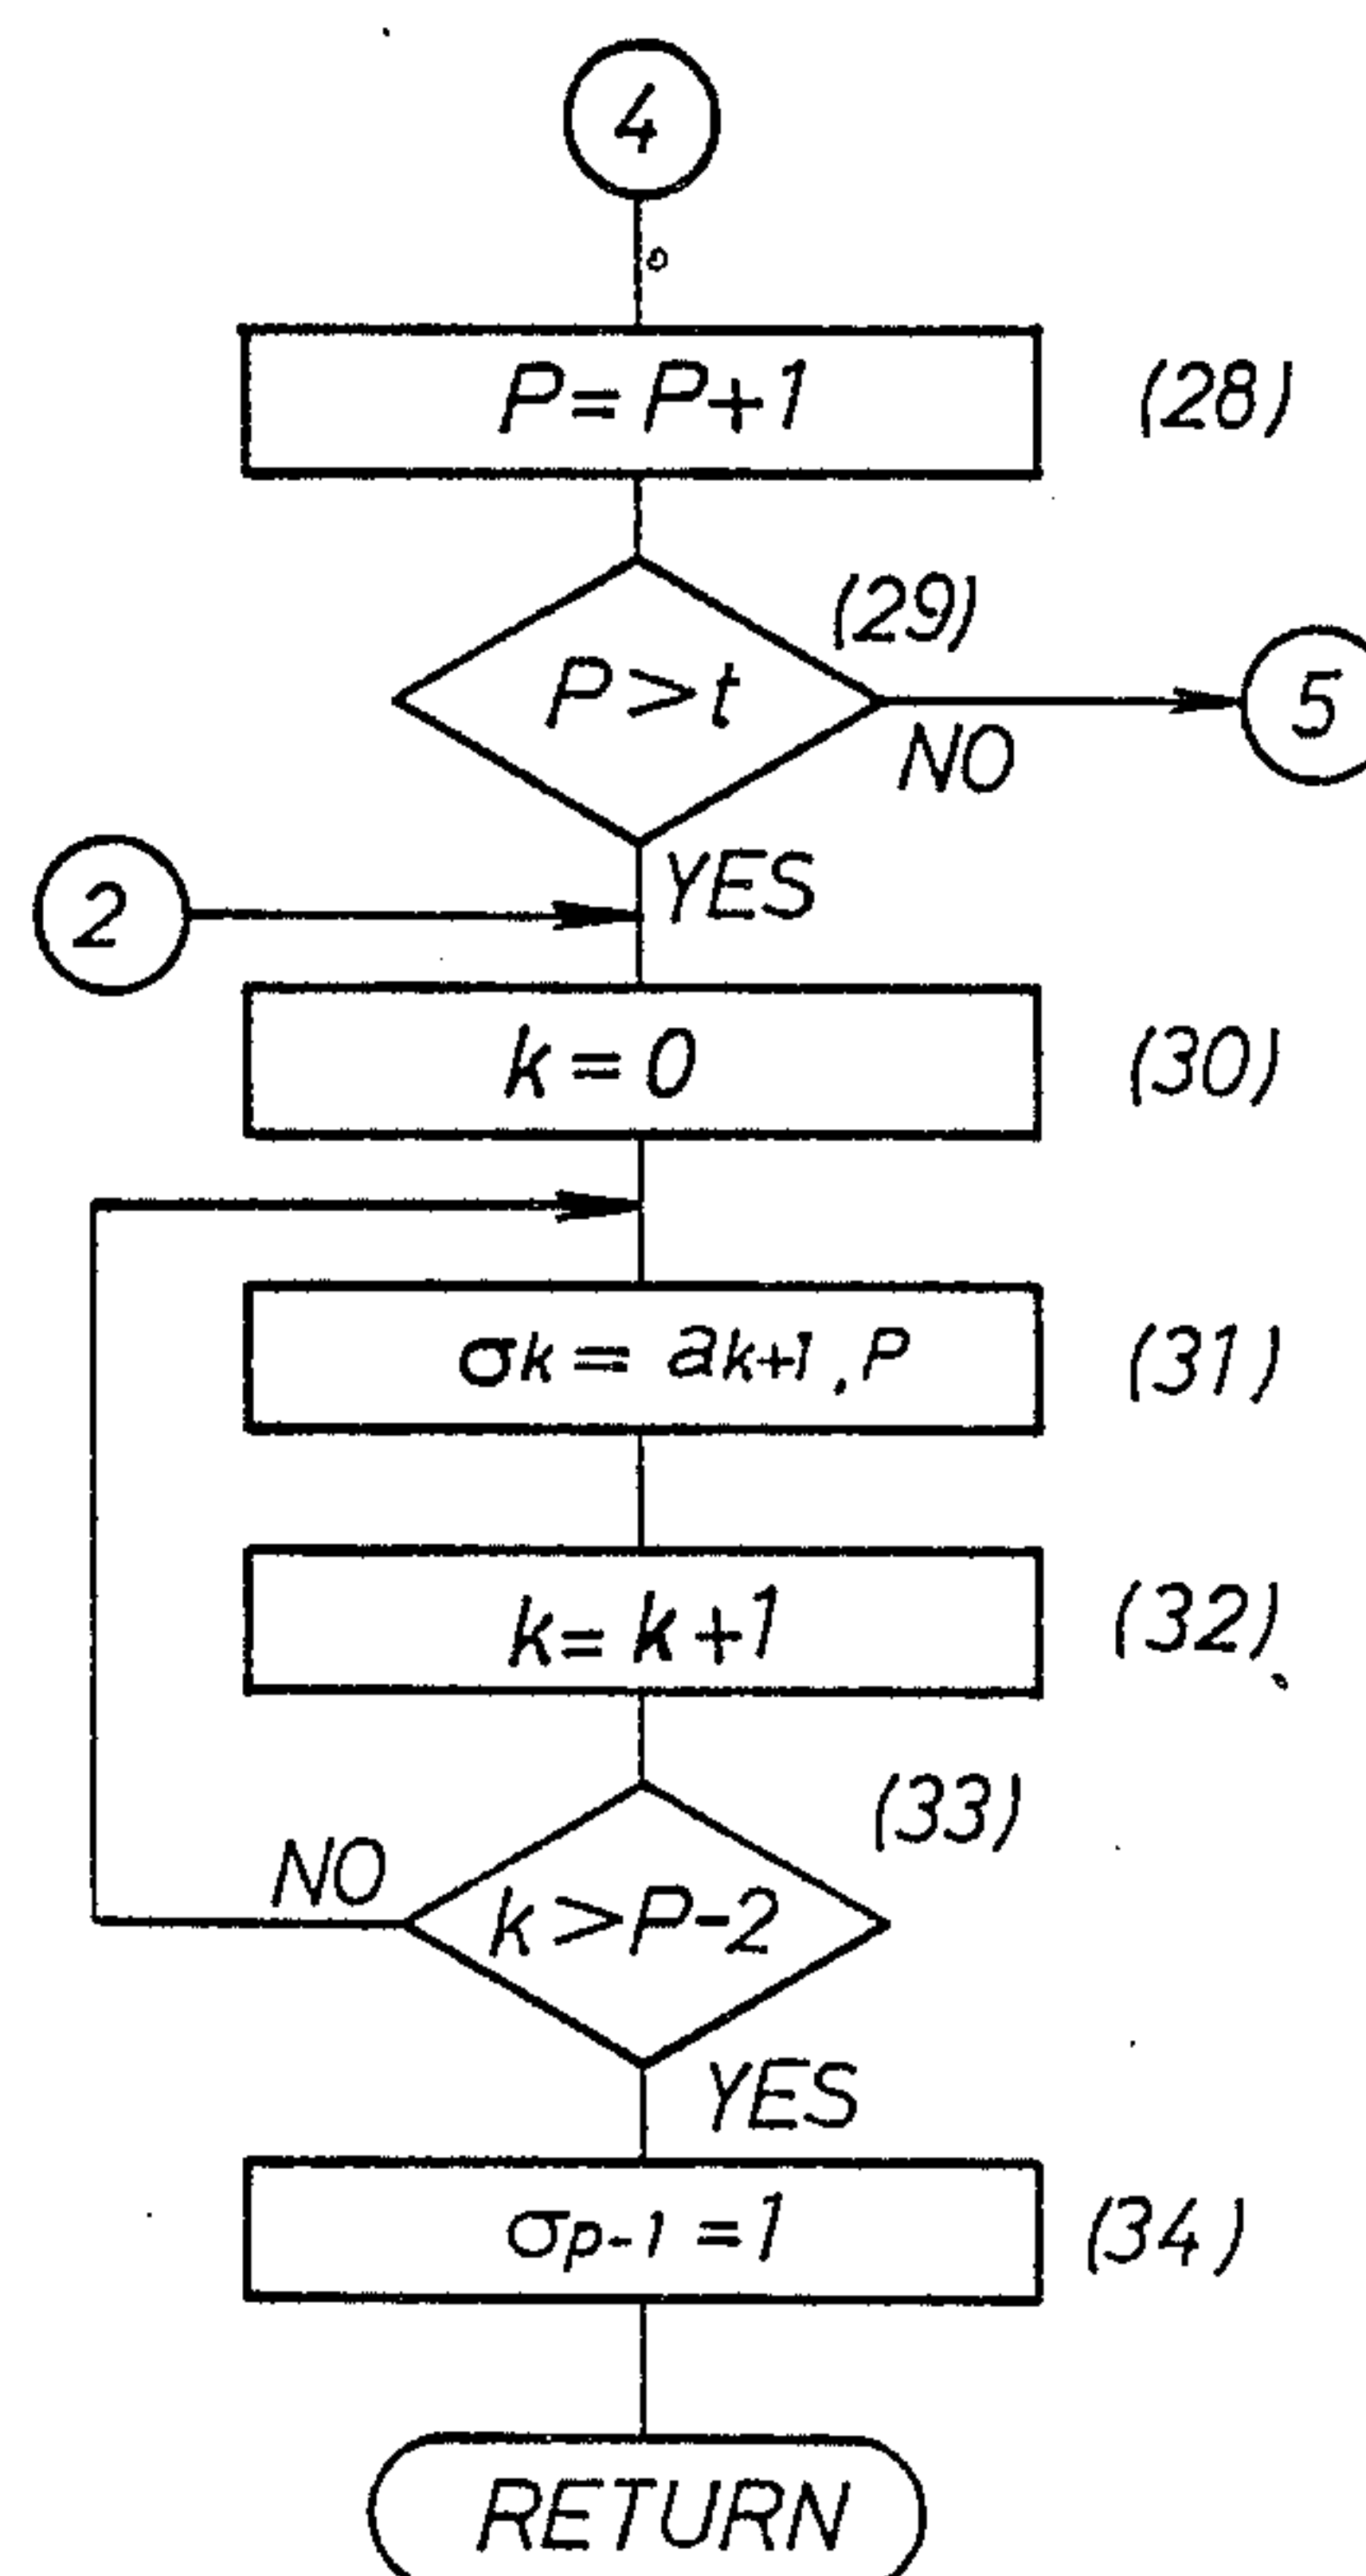 4
P=P+1 (28)
(29)
P>t
5
NO
YES
2
k=0 (30)
σk=ak+1,P (31)
k=k+1 (32)
(33)
NO
k>P-2
YES
σp-1=1 (34)
RETURN